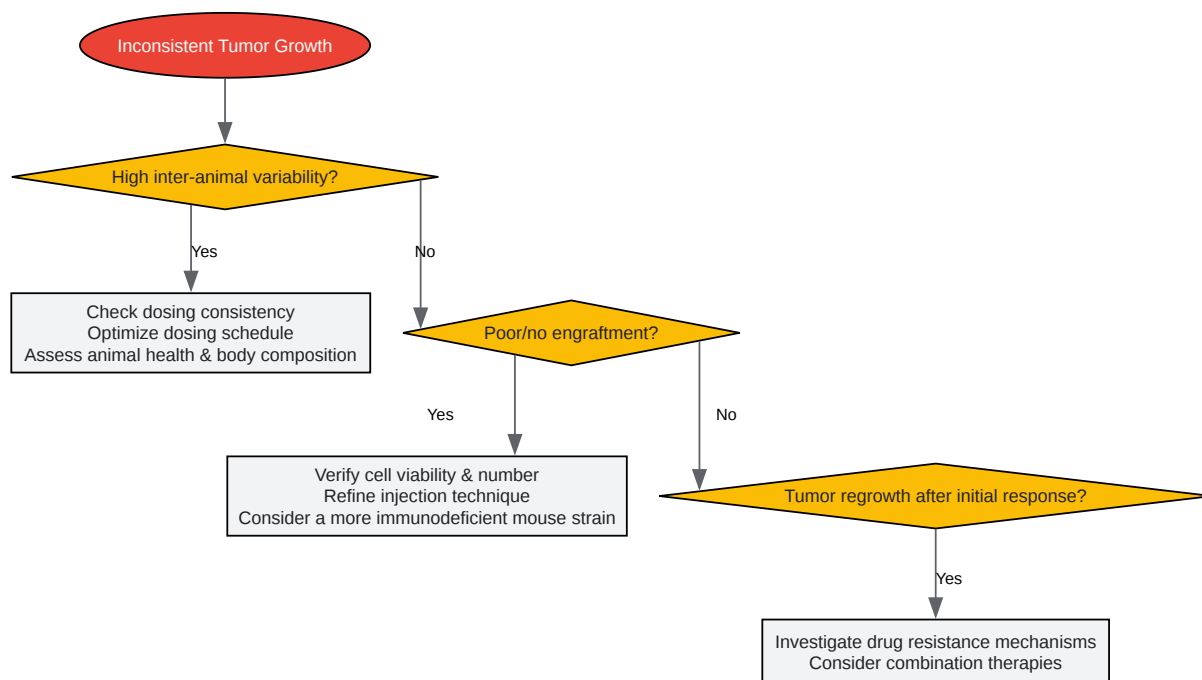 Inconsistent Tumor Growth
High inter-animal variability?
Yes
No
Check dosing consistency
Optimize dosing schedule
Assess animal health & body composition
Poor/no engraftment?
Yes
No
Verify cell viability & number
Refine injection technique
Consider a more immunodeficient mouse strain
Tumor regrowth after initial response?
Yes
Investigate drug resistance mechanisms
Consider combination therapies